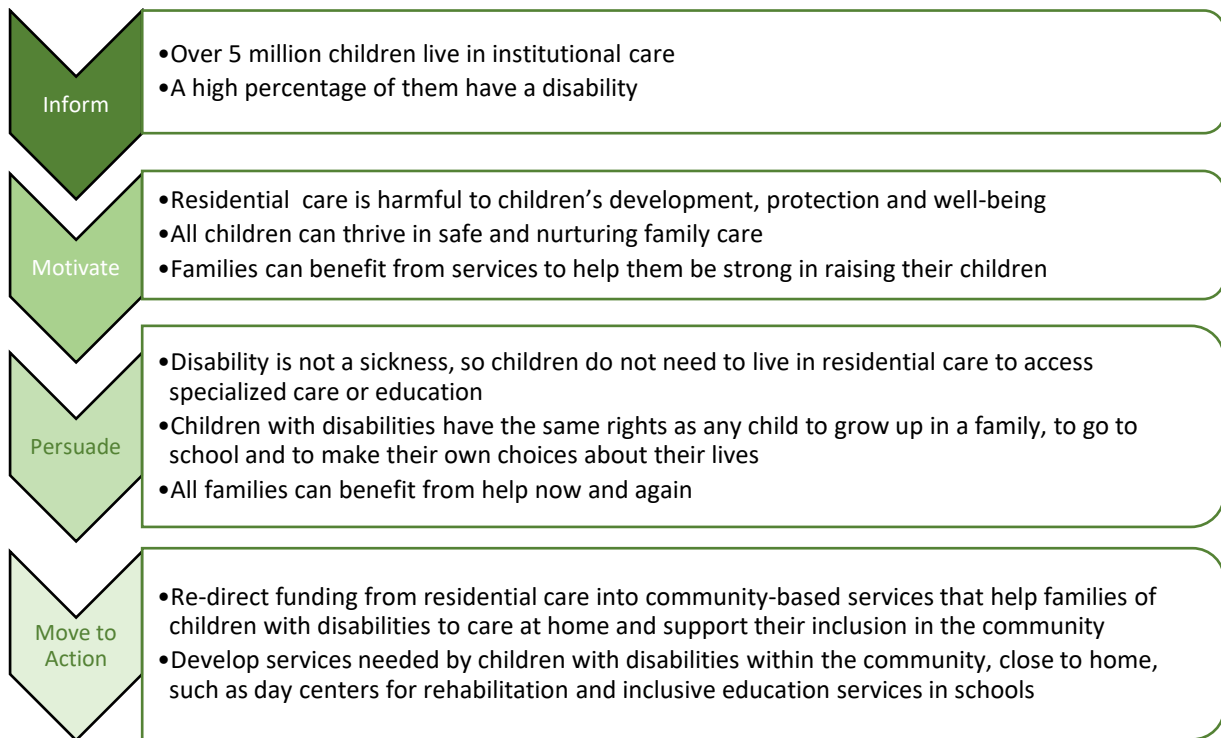 Inform
•Over 5 million children live in institutional care
•A high percentage of them have a disability
Motivate
•Residential  care is harmful to children’s development, protection and well-being
•All children can thrive in safe and nurturing family care
•Families can benefit from services to help them be strong in raising their children
Persuade
•Disability is not a sickness, so children do not need to live in residential care to access
specialized care or education
•Children with disabilities have the same rights as any child to grow up in a family, to go to
school and to make their own choices about their lives
•All families can benefit from help now and again
Move to
Action
•Re-direct funding from residential care into community-based services that help families of
children with disabilities to care at home and support their inclusion in the community
•Develop services needed by children with disabilities within the community, close to home,
such as day centers for rehabilitation and inclusive education services in schools